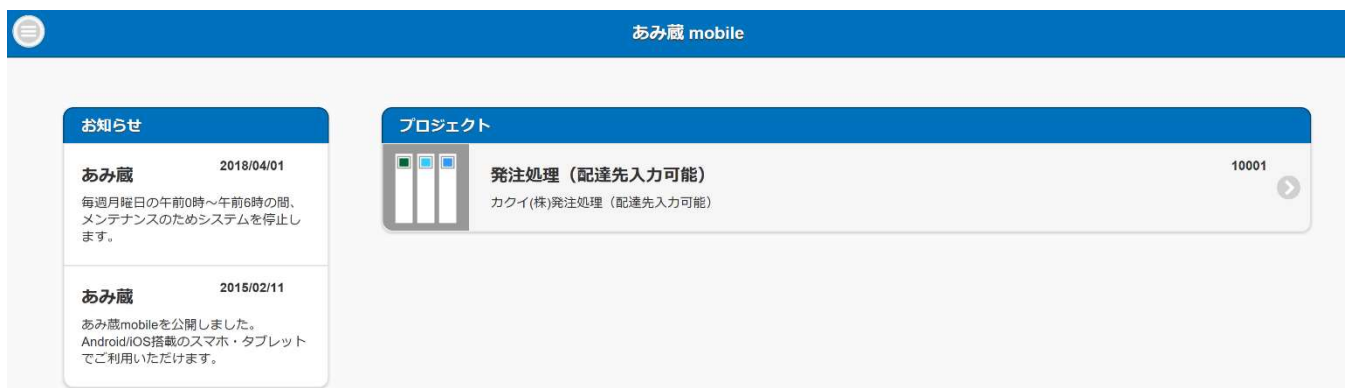 あみ蔵 mobile
お知らせ
あみ蔵 2018/04/01
毎週月曜日の午前0時～午前6時の間、
メンテナンスのためシステムを停止し
ます。
あみ蔵 2015/02/11
あみ蔵mobileを公開しました。
Android/iOS搭載のスマホ・タブレット
でご利用いただけます。
プロジェクト
発注処理（配達先入力可能） 10001
カクイ(株)発注処理（配達先入力可能）